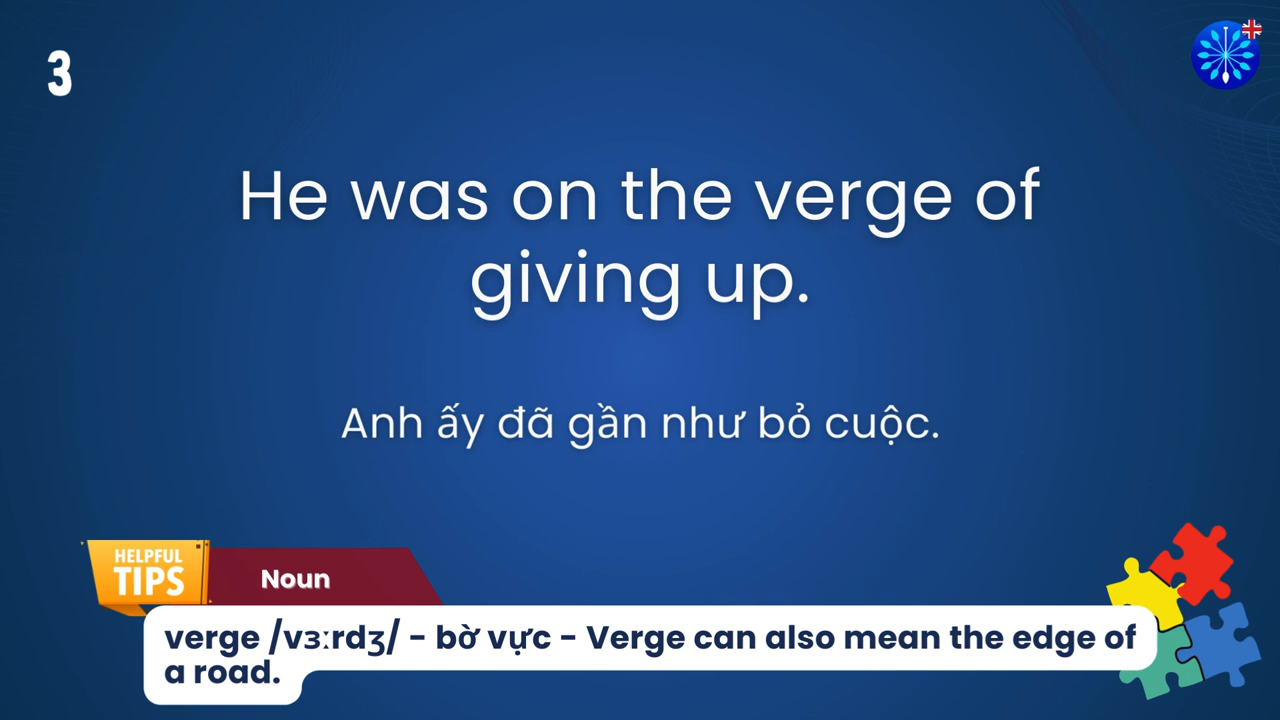 3
He was on the verge of
giving up.
Anh ấy đã gần như bỏ cuộc.
HELPFUL
TIPS
Noun
verge /vɜːrdʒ/ - bờ vực - Verge can also mean the edge of
a road.